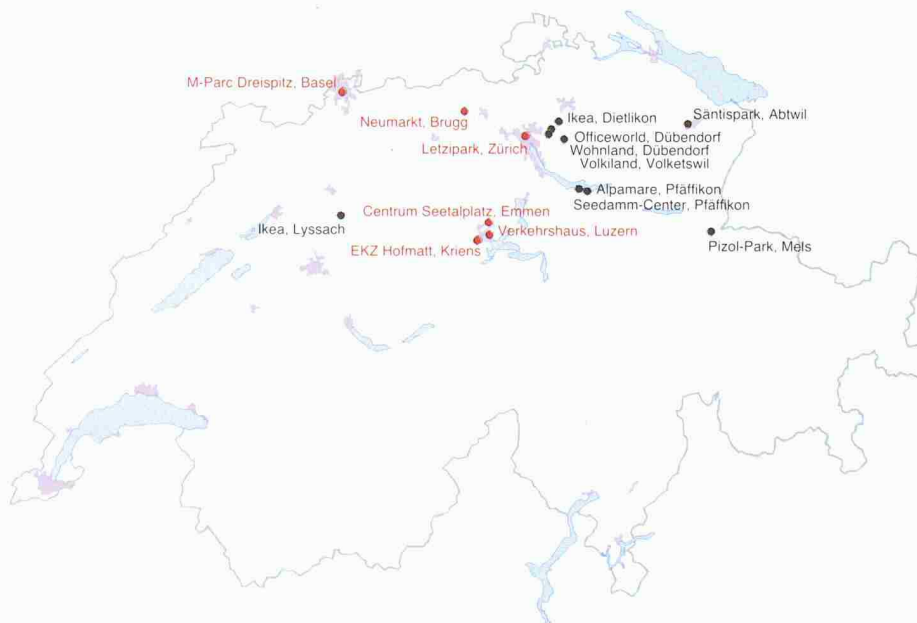 M-Parc Dreispitz, Basel
Neumarkt, Brugg
Letzipark, Zürich
Ikea, Dietlikon
Säntispark, Abtwil
Officeworld, Dübendorf
Wohnland, Dübendorf
Volkiland, Volketswil
Alpamare, Pfäffikon
Seedamm-Center, Pfäffikon
Centrum Seetalplatz, Emmen
Ikea, Lyssach
Verkehrshaus, Luzern
EKZ Hofmatt, Kriens
Pizol-Park, Mels